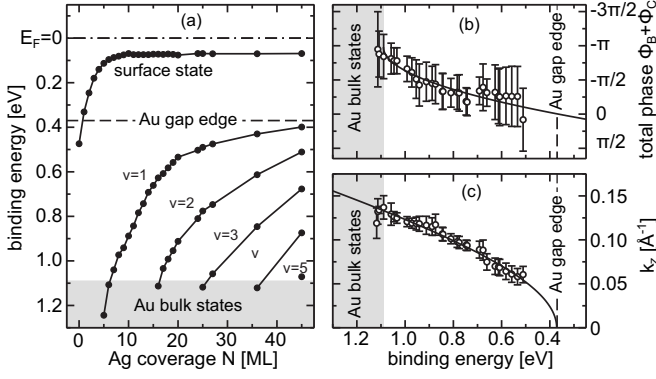 (a)
E_F=0
0.0
0.2
0.4
0.6
0.8
1.0
1.2
binding energy [eV]
surface state
Au gap edge
ν=1
ν=2
ν=3
ν
ν=5
Au bulk states
0 10 20 30 40
Ag coverage N [ML]
(b)
Au bulk states
Au gap edge
-3π/2
-π
-π/2
0
π/2
total phase Φ_B+Φ_C
(c)
Au bulk states
Au gap edge
0.15
0.10
0.05
0
k_z [Å⁻¹]
1.2 1.0 0.8 0.6 0.4
binding energy [eV]